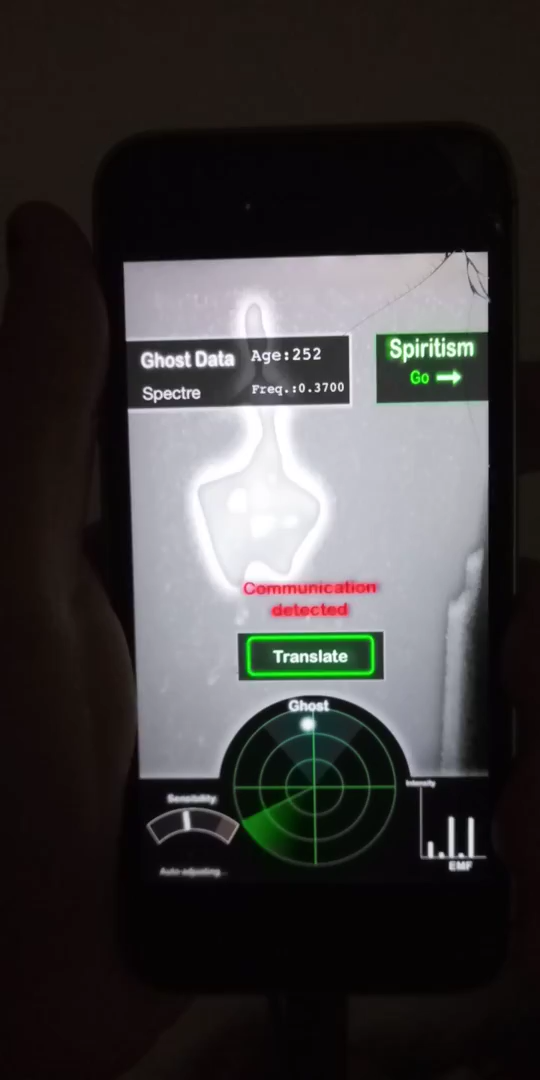 Ghost Data Age:252
Spectre Freq.:0.3700
Spiritism
Go
Communication
detected
Translate
Ghost
Sensibility
Auto-adjusting...
Intensity
EMF